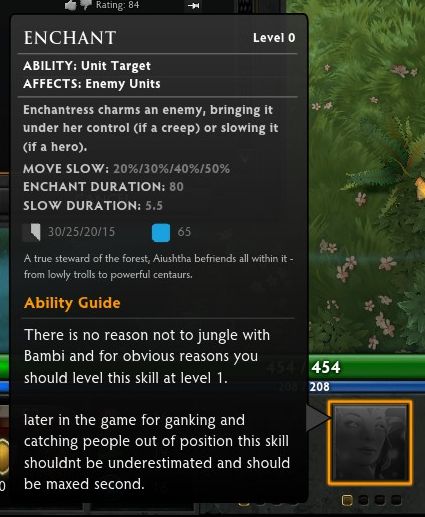 Rating: 84
ENCHANT
Level 0
ABILITY: Unit Target
AFFECTS: Enemy Units
Enchantress charms an enemy, bringing it
under her control (if a creep) or slowing it
(if a hero).
MOVE SLOW: 20%/30%/40%/50%
ENCHANT DURATION: 80
SLOW DURATION: 5.5
30/25/20/15
65
A true steward of the forest, Aiushtha befriends all within it -
from lowly trolls to powerful centaurs.
Ability Guide
There is no reason not to jungle with
Bambi and for obvious reasons you
should level this skill at level 1.
later in the game for ganking and
catching people out of position this skill
shouldnt be underestimated and should
be maxed second.
454 / 454
208 / 208